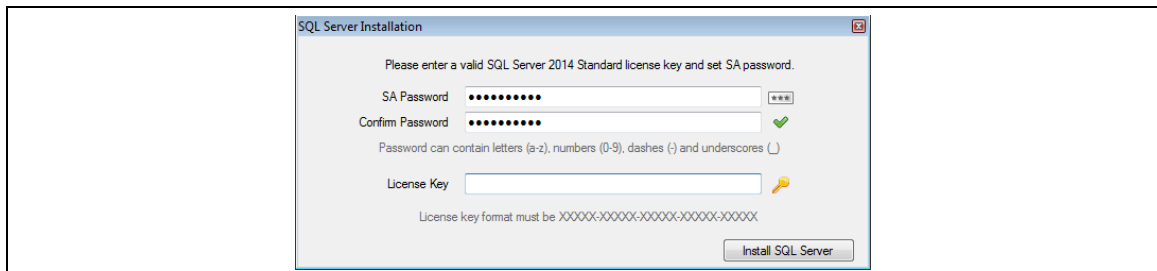 SQL Server Installation
Please enter a valid SQL Server 2014 Standard license key and set SA password.
SA Password ●●●●●●●●●● ***
Confirm Password ●●●●●●●●●●
Password can contain letters (a-z), numbers (0-9), dashes (-) and underscores (_)
License Key
License key format must be XXXXX-XXXXX-XXXXX-XXXXX-XXXXX
Install SQL Server